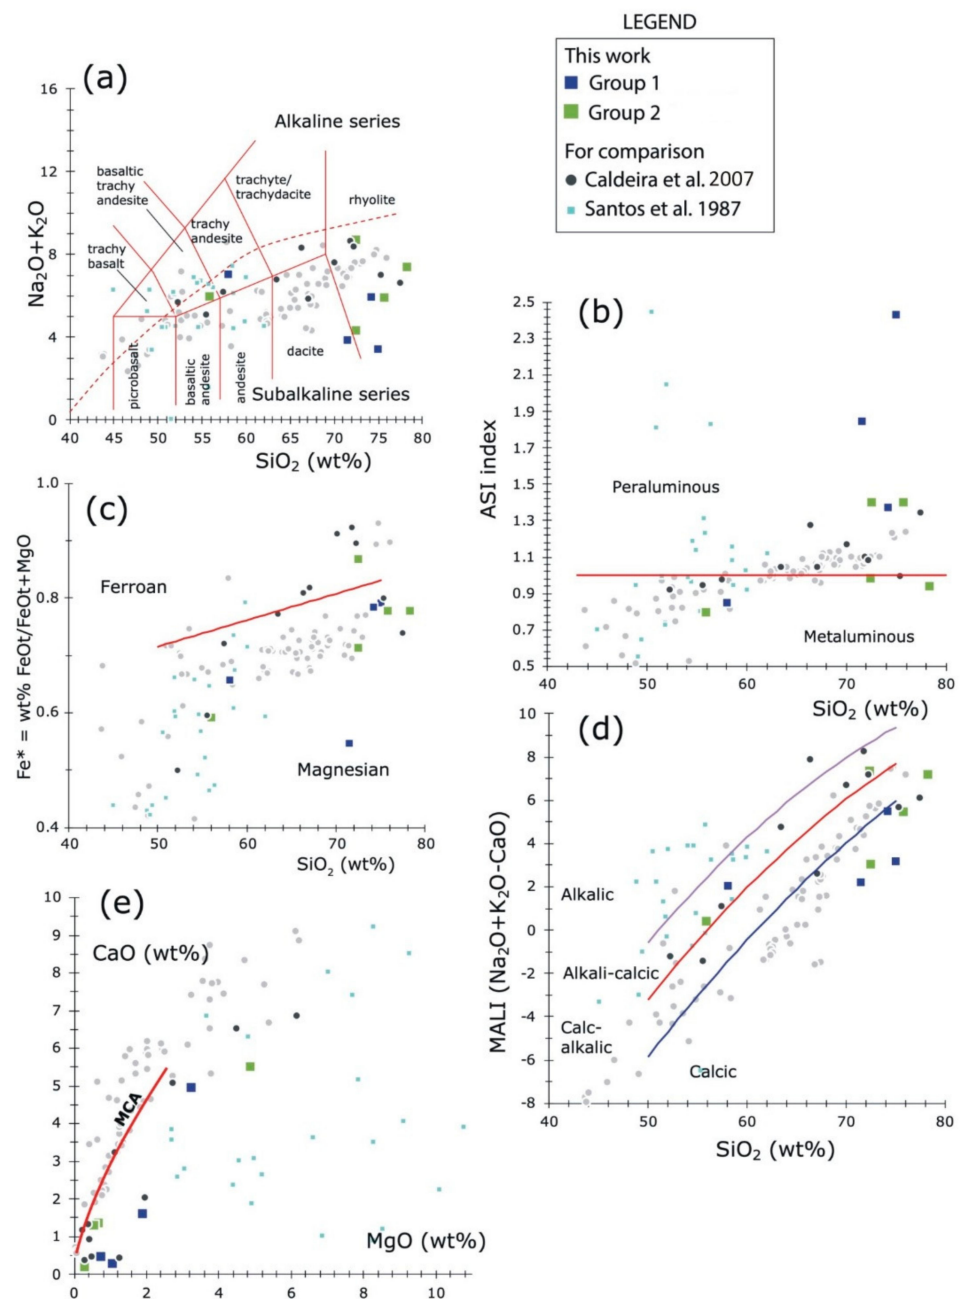 LEGEND
This work
Group 1
Group 2
For comparison
Caldeira et al. 2007
Santos et al. 1987
(a)
16
12
8
4
0
Na2O+K2O
Alkaline series
basaltic
trachy
andesite
trachyte/
trachydacite
rhyolite
trachy
andesite
trachy
basalt
picrobasalt
basaltic
andesite
andesite
dacite
Subalkaline series
40 45 50 55 60 65 70 75 80
SiO2 (wt%)
(b)
2.5
2.3
2.1
1.9
1.7
1.5
1.3
1.1
0.9
0.7
0.5
ASI index
Peraluminous
Metaluminous
40 50 60 70 80
SiO2 (wt%)
(c)
1.0
0.8
0.6
0.4
Fe* = wt% FeOt/FeOt+MgO
Ferroan
Magnesian
40 50 60 70 80
SiO2 (wt%)
(d)
10
8
6
4
2
0
-2
-4
-6
-8
MALI (Na2O+K2O-CaO)
Alkalic
Alkali-calcic
Calc-
alkalic
Calcic
40 50 60 70 80
SiO2 (wt%)
(e)
10
9
8
7
6
5
4
3
2
1
0
CaO (wt%)
MCA
MgO (wt%)
0 2 4 6 8 10